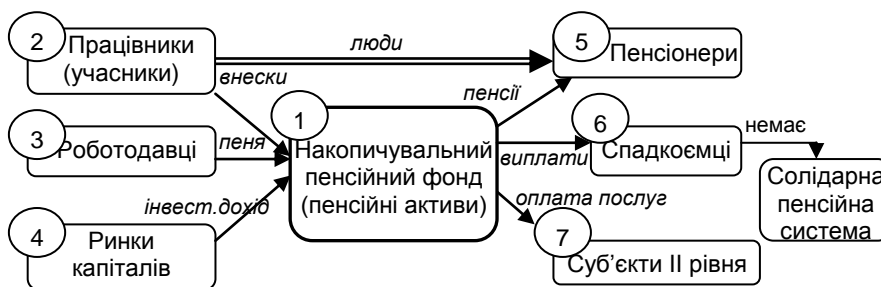 2
Працівники
(учасники)
люди
5
Пенсіонери
внески
пенсії
1
Накопичувальний
пенсійний фонд
(пенсійні активи)
3
Роботодавці
пеня
6
Спадкоємці
виплати
немає
Солідарна
пенсійна
система
4
Ринки
капіталів
інвест.дохід
оплата послуг
7
Суб’єкти ІІ рівня